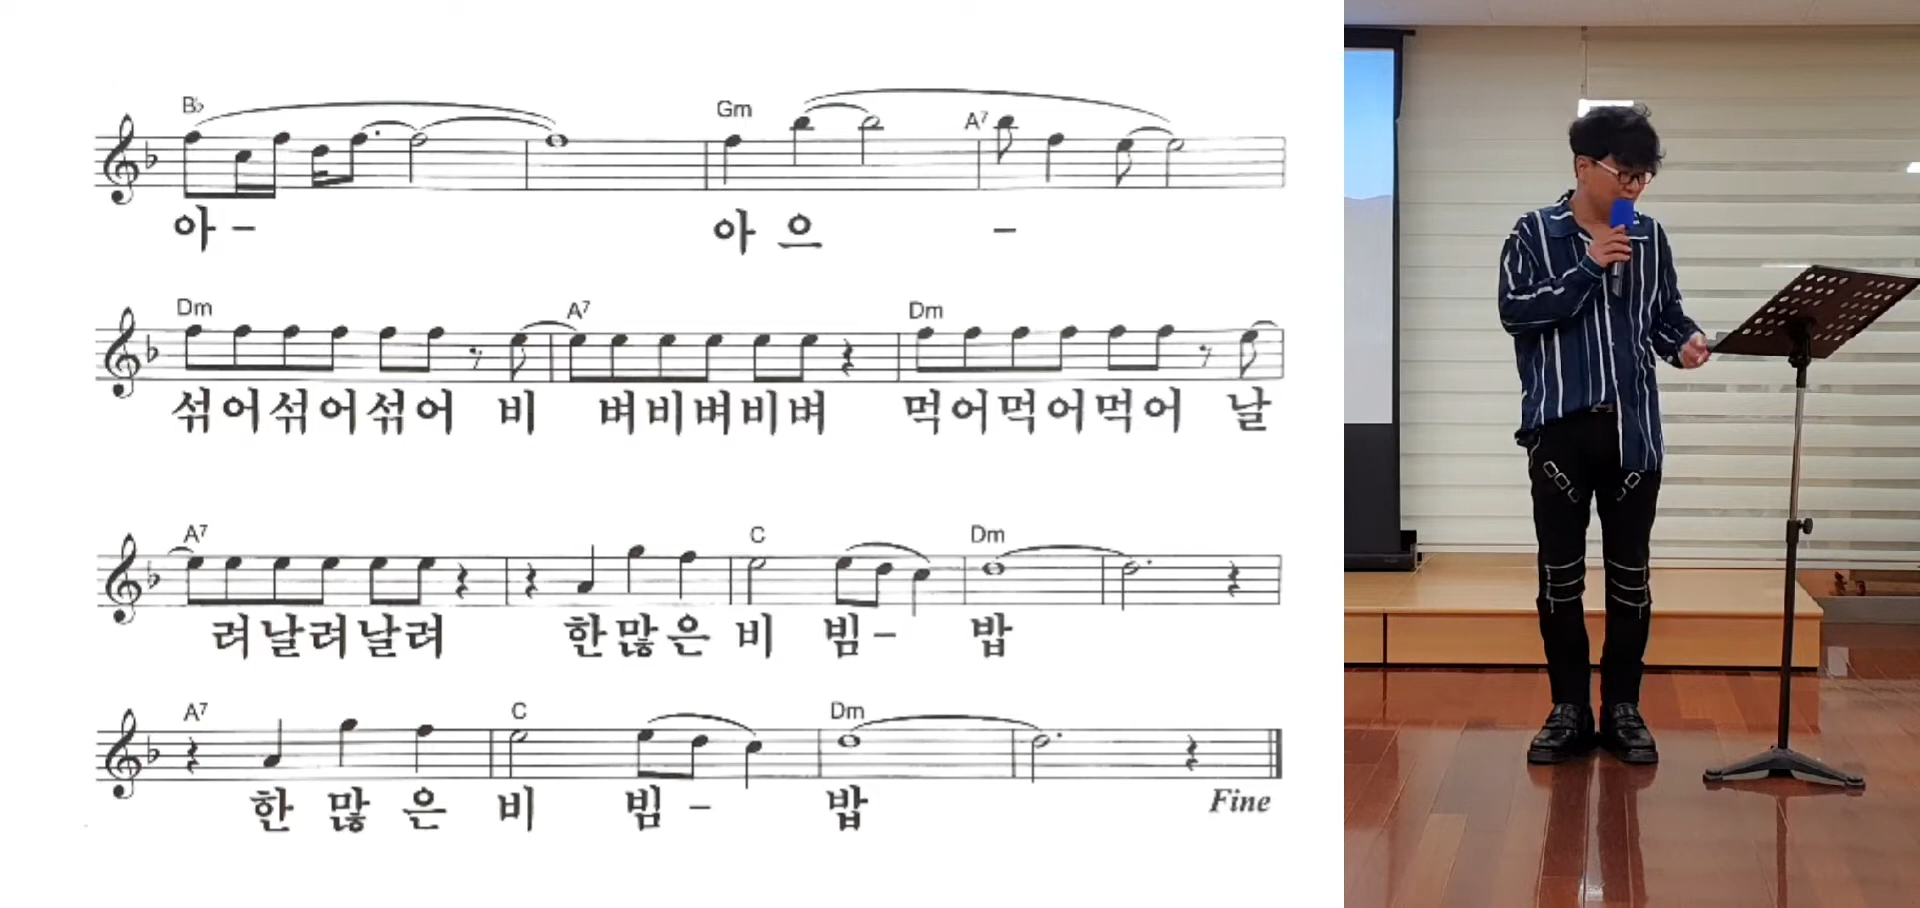 B♭ Gm A7
아 - 아 으 -
Dm A7 Dm
섞어섞어섞어 비 벼비벼비벼 먹어먹어먹어 날
A7 C Dm
려날려날려 한많은 비 빔 - 밥
A7 C Dm
한 많 은 비 빔 - 밥
Fine